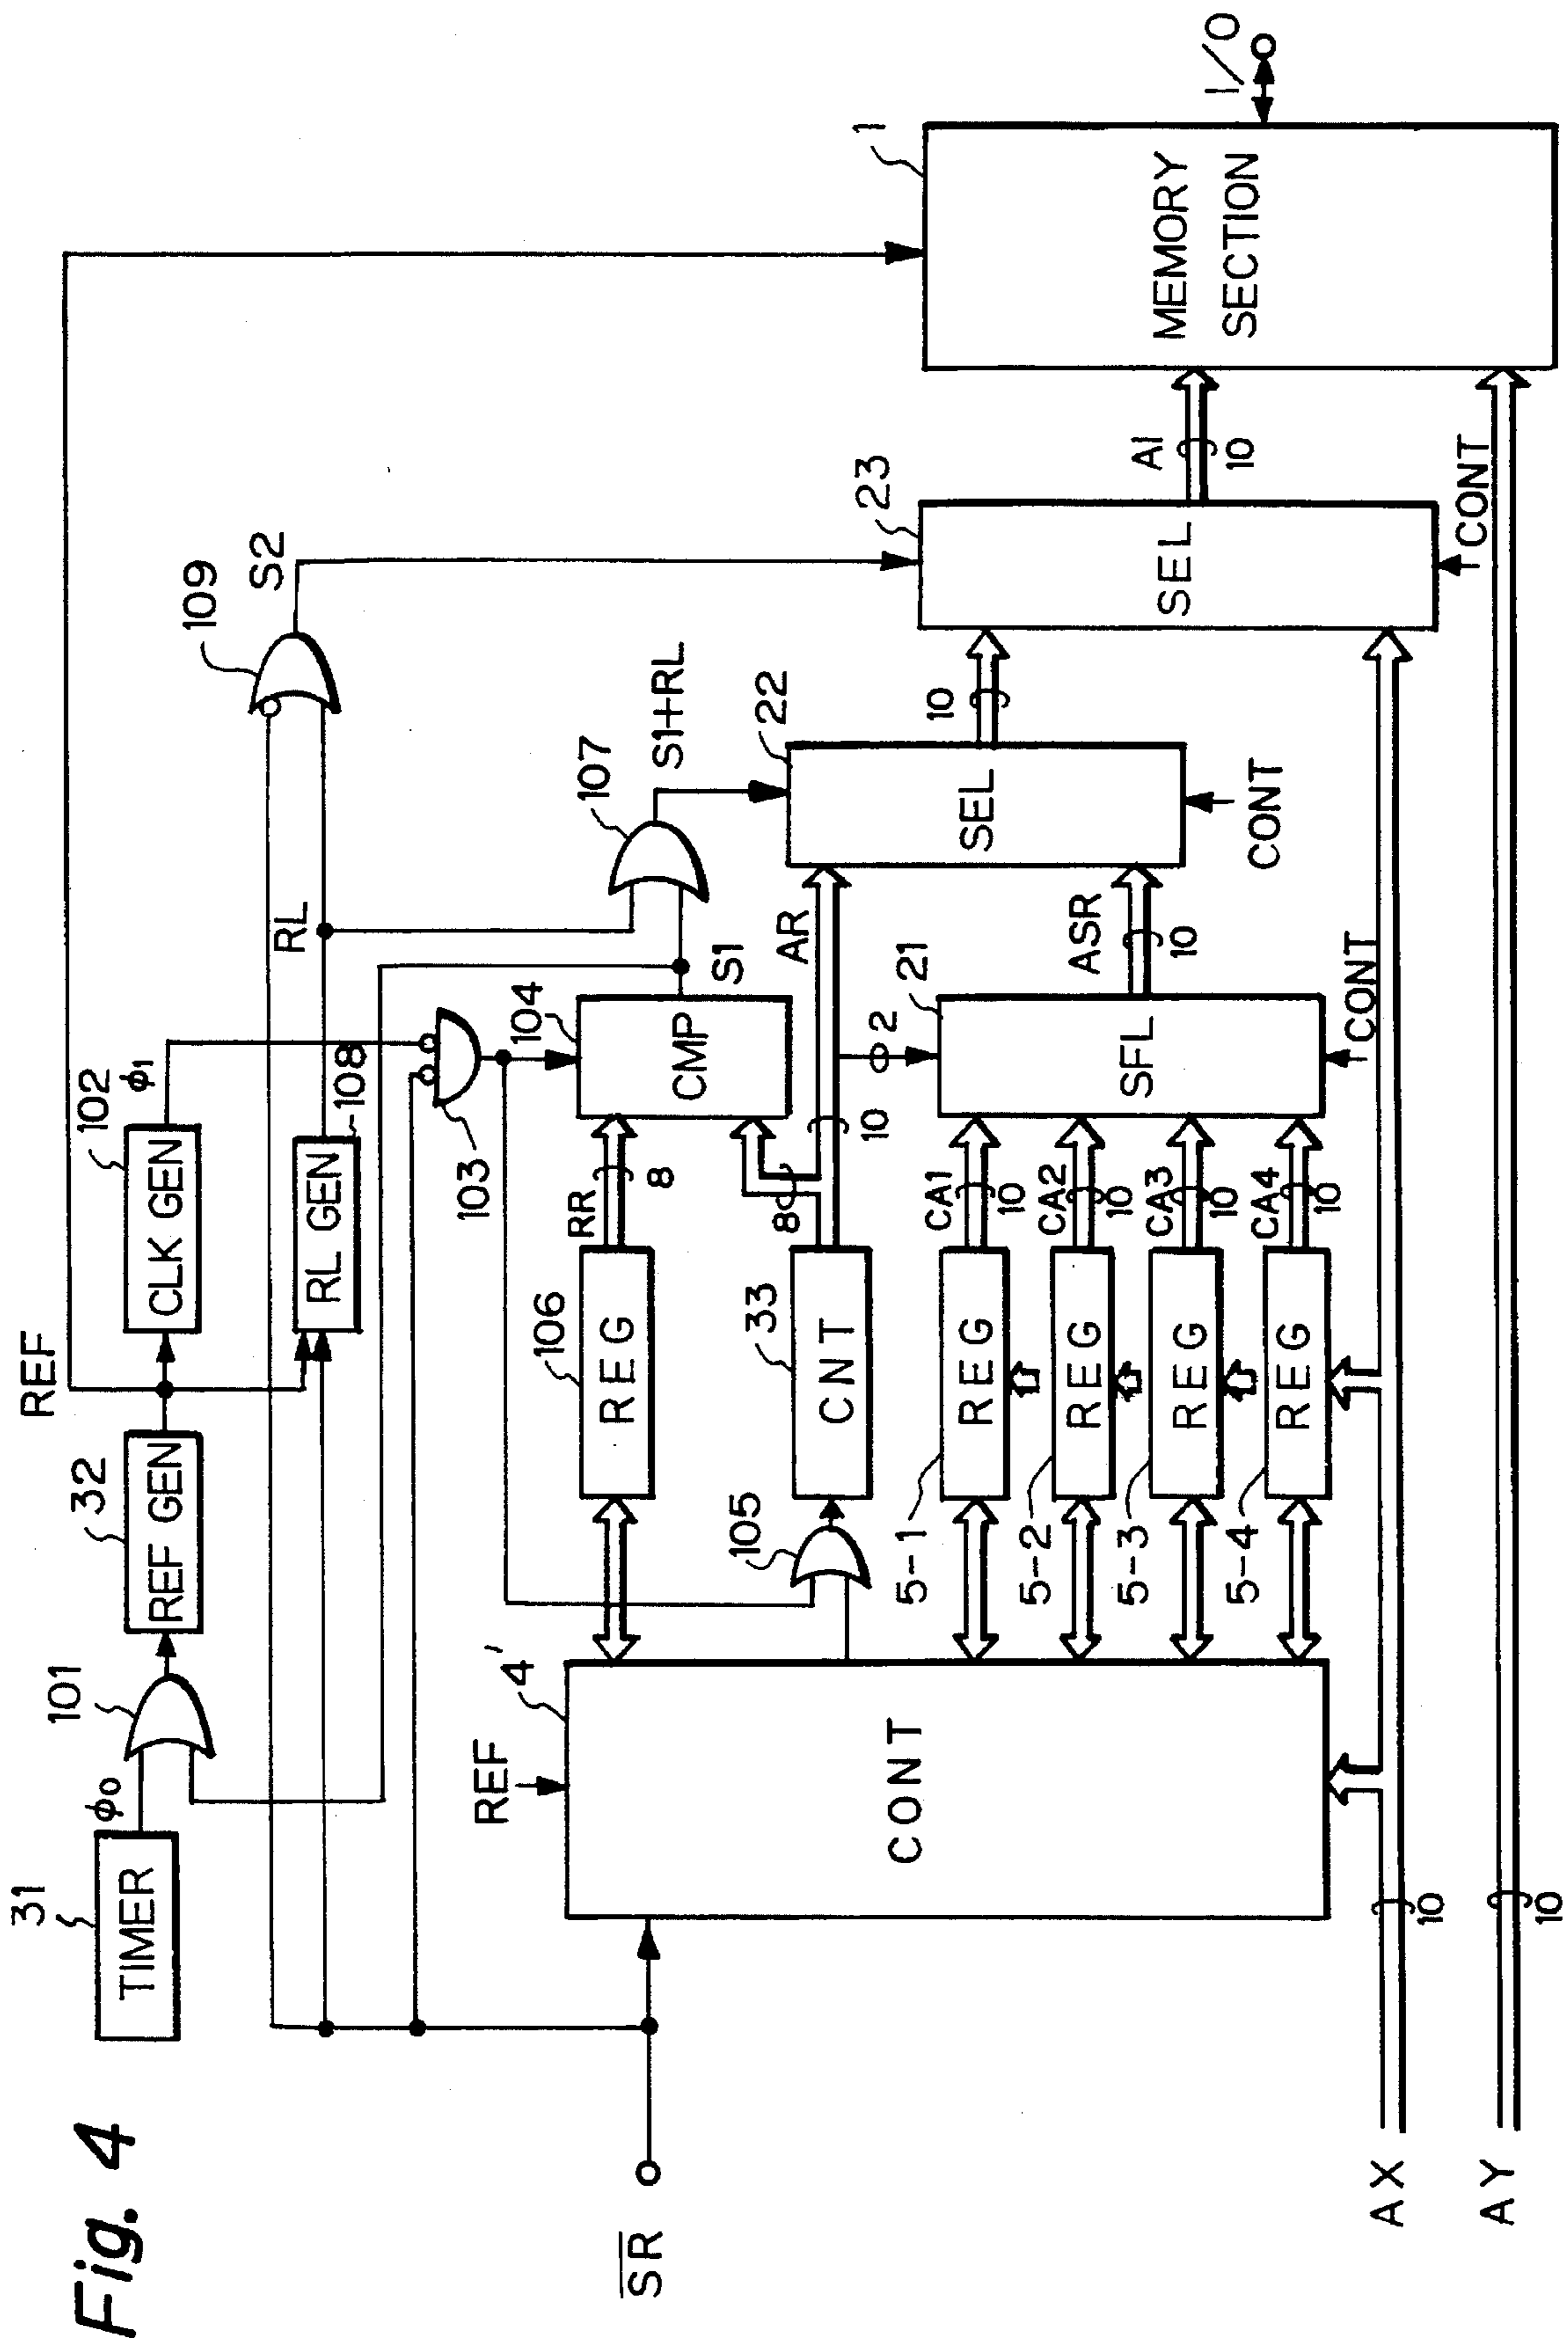 Fig. 4
31
TIMER
φ0
101
32
REF GEN
REF
102
CLK GEN
φ1
RL GEN
108
RL
109
S2
103
104
CMP
S1
107
S1+RL
106
REG
RR
8
105
33
CNT
8
10
AR
2
22
SEL
CONT
10
23
SEL
CONT
AI
10
1
MEMORY
SECTION
I/O
SR
REF
4'
CONT
5-1
REG
CA1
10
5-2
REG
CA2
10
5-3
REG
CA3
10
5-4
REG
CA4
10
21
SFL
CONT
ASR
10
AX
10
AY
10